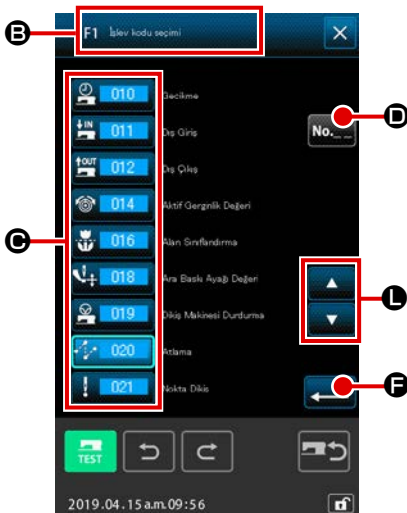 B
F1 İşlev kodu seçimi
010 Gecikme
D
↓IN 011 Dış Giriş
No._ _
↑OUT 012 Dış Çıkış
014 Aktif Gerginlik Değeri
C
016 Alan Sınıflandırma
018 Ara Baskı Ayağı Değeri
L
019 Dikiş Makinesi Durdurma
020 Atlama
021 Nokta Dikiş
F
TEST
2019.04.15 a.m. 09:56